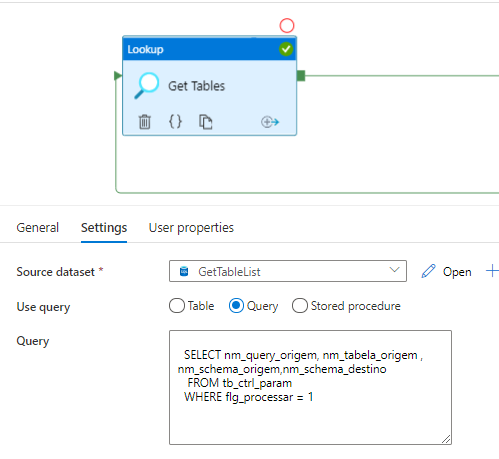 Lookup
Get Tables
{}
General Settings User properties
Source dataset * GetTableList Open
Use query Table Query Stored procedure
Query
SELECT nm_query_origem, nm_tabela_origem ,
nm_schema_origem,nm_schema_destino
FROM tb_ctrl_param
WHERE flg_processar = 1